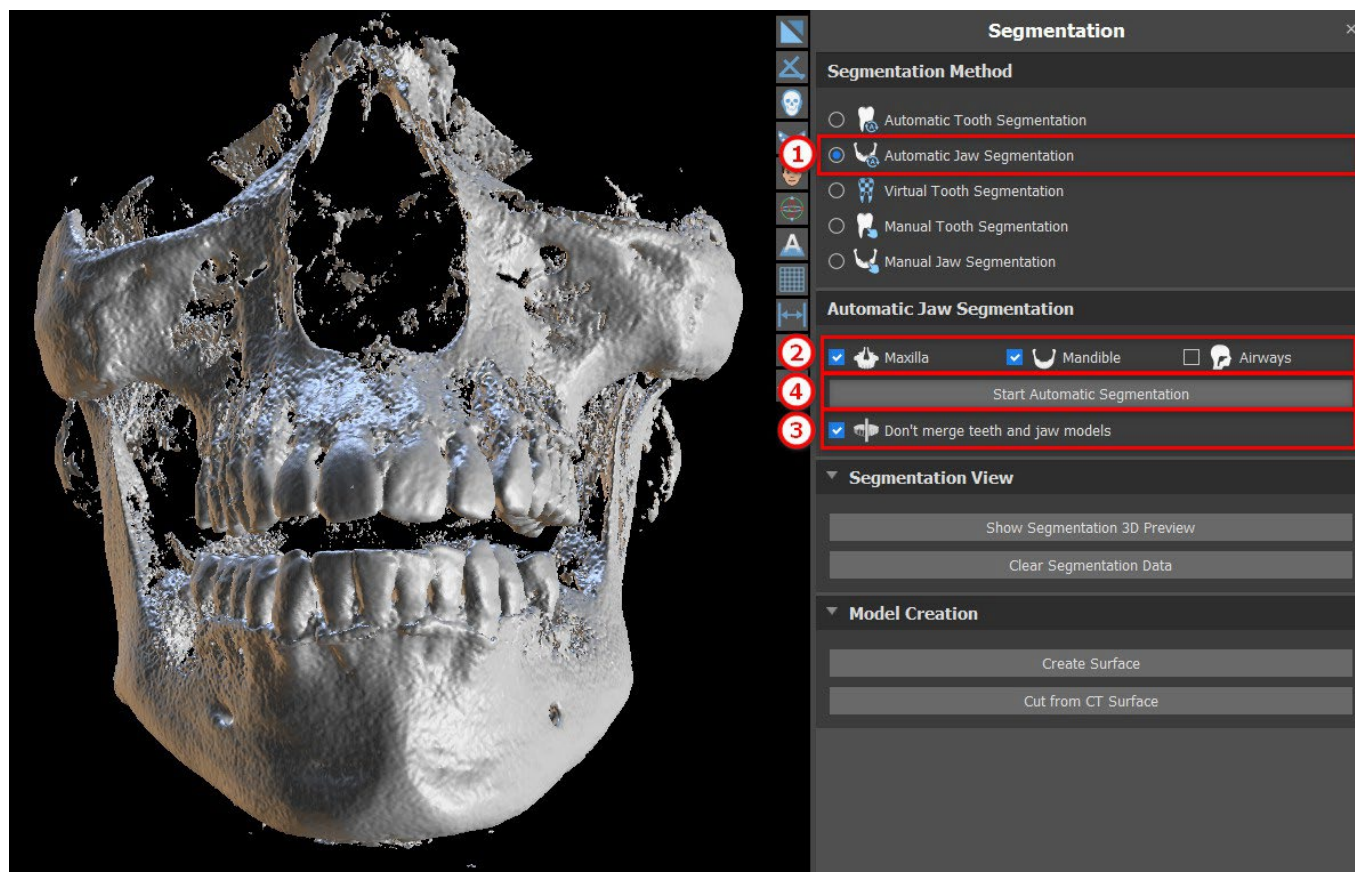 Segmentation ×
Segmentation Method
Automatic Tooth Segmentation
1 Automatic Jaw Segmentation
Virtual Tooth Segmentation
Manual Tooth Segmentation
Manual Jaw Segmentation
Automatic Jaw Segmentation
2 Maxilla Mandible Airways
4 Start Automatic Segmentation
3 Don't merge teeth and jaw models
Segmentation View
Show Segmentation 3D Preview
Clear Segmentation Data
Model Creation
Create Surface
Cut from CT Surface
A